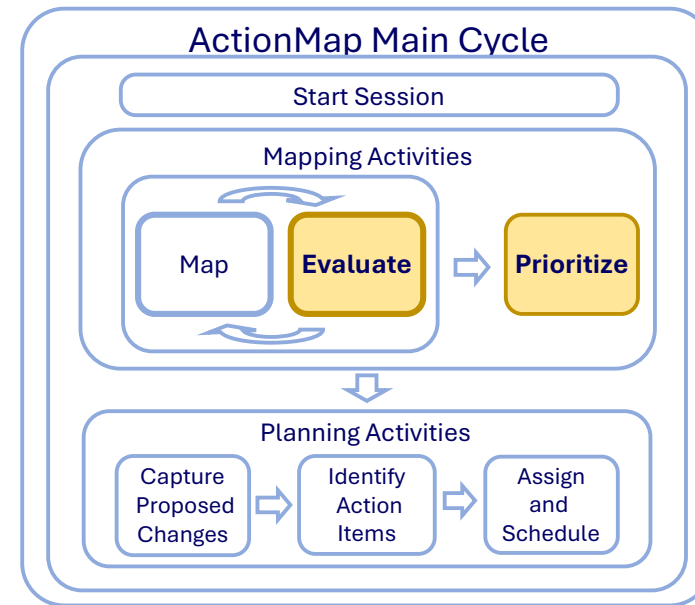 ActionMap Main Cycle
Start Session
Mapping Activities
Map
Evaluate
Prioritize
Planning Activities
Capture
Proposed
Changes
Identify
Action
Items
Assign
and
Schedule